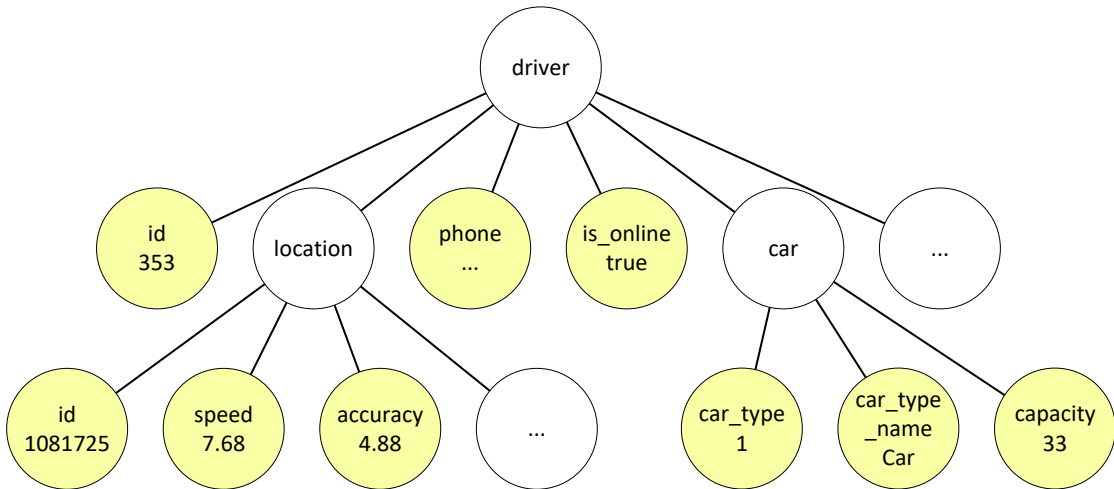 driver
id
353
location
phone
...
is_online
true
car
...
id
1081725
speed
7.68
accuracy
4.88
...
car_type
1
car_type
_name
Car
capacity
33